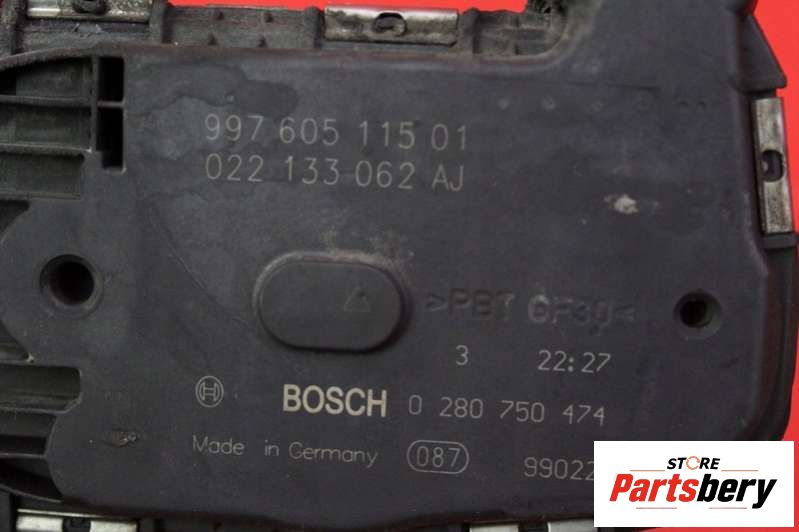 997 605 115 01
022 133 062 AJ
>PBT GF30<
3 22:27
BOSCH 0 280 750 474
Made in Germany 087
STORE
Partsbery